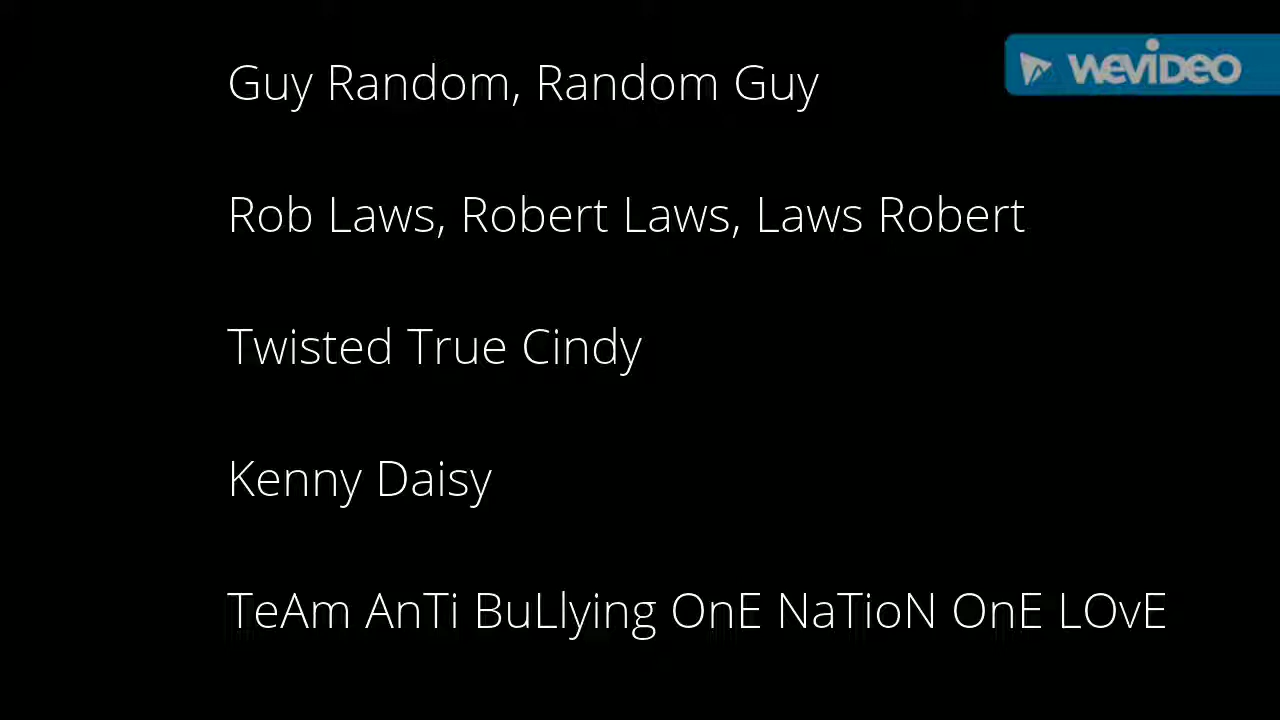 Guy Random, Random Guy
WEVIDEO
Rob Laws, Robert Laws, Laws Robert
Twisted True Cindy
Kenny Daisy
TeAm AnTi BuLlying OnE NaTioN OnE LOvE